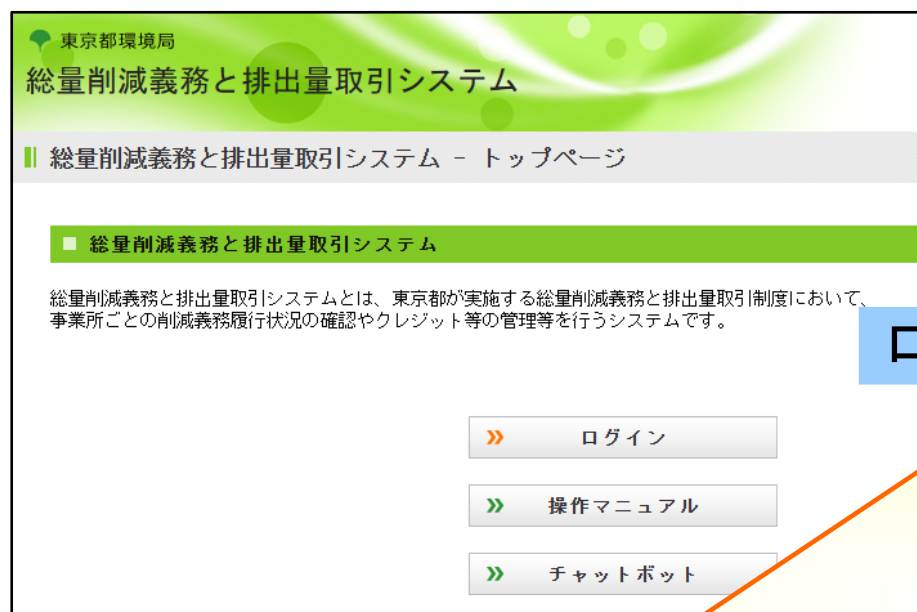 東京都環境局
総量削減義務と排出量取引システム
総量削減義務と排出量取引システム - トップページ
総量削減義務と排出量取引システム
総量削減義務と排出量取引システムとは、東京都が実施する総量削減義務と排出量取引制度において、
事業所ごとの削減義務履行状況の確認やクレジット等の管理等を行うシステムです。
ログイン
操作マニュアル
チャットボット